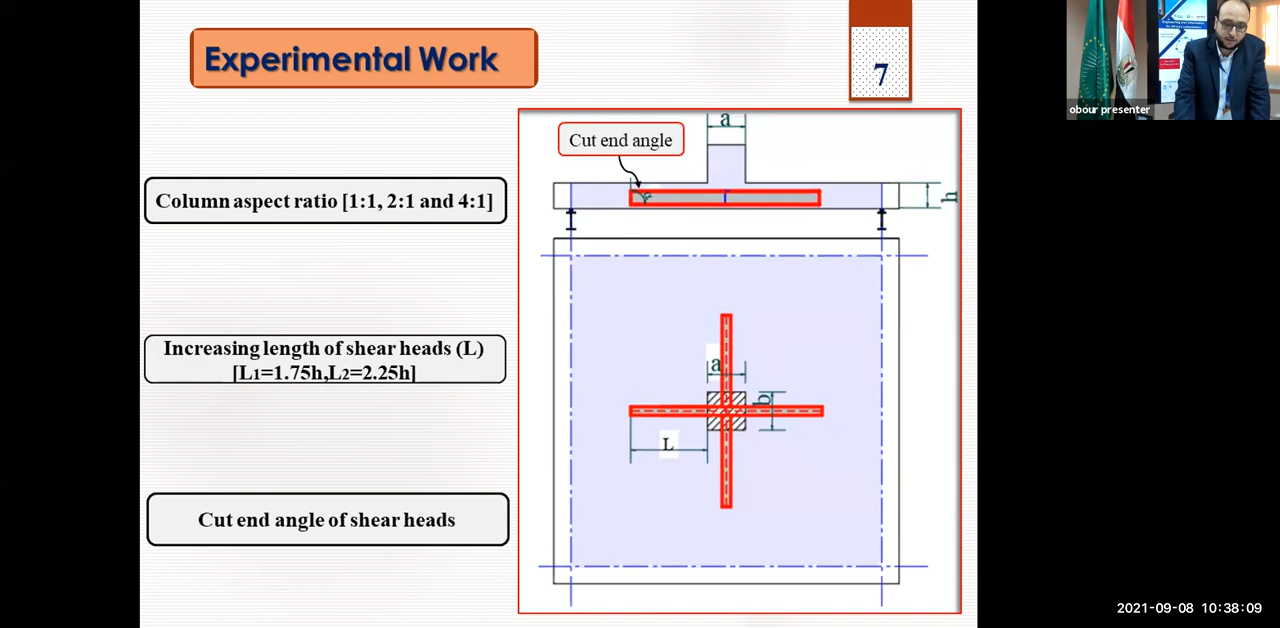 Experimental Work
7
obour presenter
a
Cut end angle
h
Column aspect ratio [1:1, 2:1 and 4:1]
Increasing length of shear heads (L)
[L1=1.75h,L2=2.25h]
a
b
L
Cut end angle of shear heads
2021-09-08 10:38:09